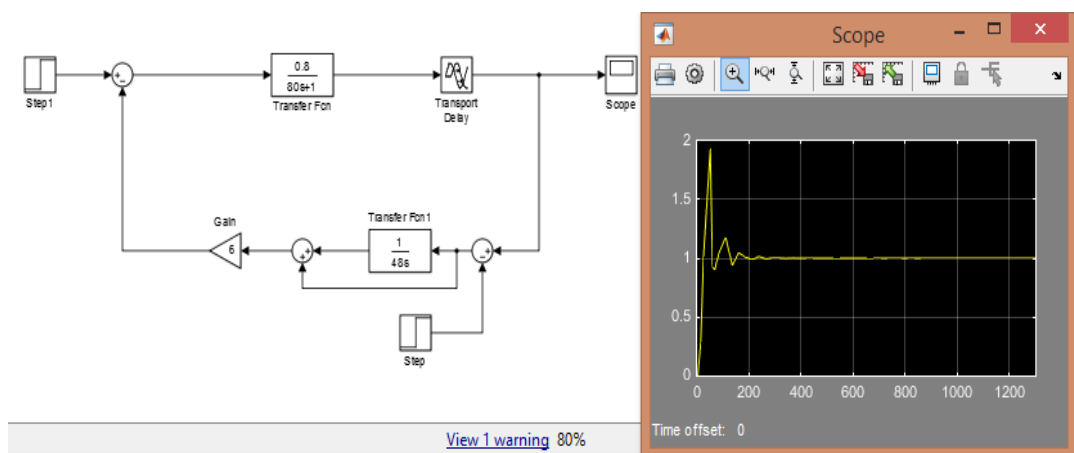 Step1
+
−
0.8
80s+1
Transfer Fcn
Transport
Delay
Scope
Gain
6
+
+
Transfer Fcn1
1
48s
+
−
Step
View 1 warning 80%
Scope
2
1.5
1
0.5
0
0 200 400 600 800 1000 1200
Time offset: 0